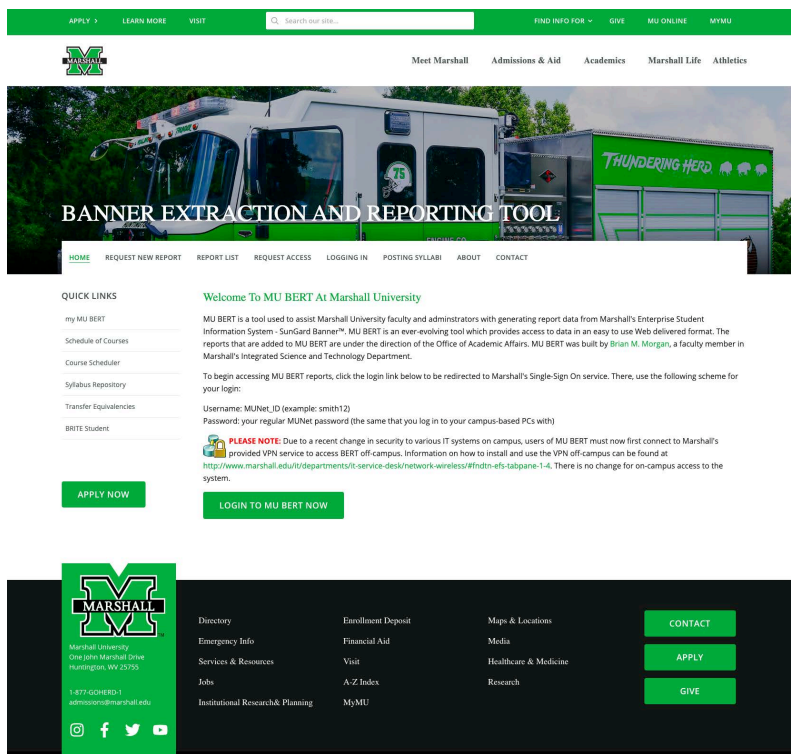 APPLY >
LEARN MORE
VISIT
Search our site...
FIND INFO FOR
GIVE
MU ONLINE
MYMU
MARSHALL
Meet Marshall
Admissions & Aid
Academics
Marshall Life
Athletics
75
THUNDERING HERD
BANNER EXTRACTION AND REPORTING TOOL
HOME
REQUEST NEW REPORT
REPORT LIST
REQUEST ACCESS
LOGGING IN
POSTING SYLLABI
ABOUT
CONTACT
QUICK LINKS
my MU BERT
Schedule of Courses
Course Scheduler
Syllabus Repository
Transfer Equivalencies
BRITE Student
APPLY NOW
Welcome To MU BERT At Marshall University
MU BERT is a tool used to assist Marshall University faculty and adminstrators with generating report data from Marshall's Enterprise Student
Information System - SunGard Banner™. MU BERT is an ever-evolving tool which provides access to data in an easy to use Web delivered format. The
reports that are added to MU BERT are under the direction of the Office of Academic Affairs. MU BERT was built by Brian M. Morgan, a faculty member in
Marshall's Integrated Science and Technology Department.
To begin accessing MU BERT reports, click the login link below to be redirected to Marshall's Single-Sign On service. There, use the following scheme for
your login:
Username: MUNet_ID (example: smith12)
Password: your regular MUNet password (the same that you log in to your campus-based PCs with)
PLEASE NOTE: Due to a recent change in security to various IT systems on campus, users of MU BERT must now first connect to Marshall's
provided VPN service to access BERT off-campus. Information on how to install and use the VPN off-campus can be found at
http://www.marshall.edu/it/departments/it-service-desk/network-wireless/#fndtn-efs-tabpane-1-4. There is no change for on-campus access to the
system.
LOGIN TO MU BERT NOW
MARSHALL
TM
Marshall University
One John Marshall Drive
Huntington, WV 25755
1-877-GOHERD-1
admissions@marshall.edu
Directory
Emergency Info
Services & Resources
Jobs
Institutional Research& Planning
Enrollment Deposit
Financial Aid
Visit
A-Z Index
MyMU
Maps & Locations
Media
Healthcare & Medicine
Research
CONTACT
APPLY
GIVE